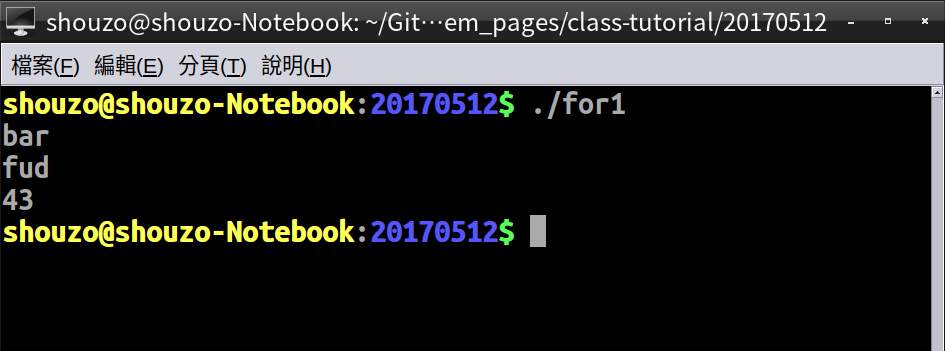 shouzo@shouzo-Notebook: ~/Git…em_pages/class-tutorial/20170512
檔案(F) 編輯(E) 分頁(T) 說明(H)
shouzo@shouzo-Notebook:20170512$ ./for1
bar
fud
43
shouzo@shouzo-Notebook:20170512$